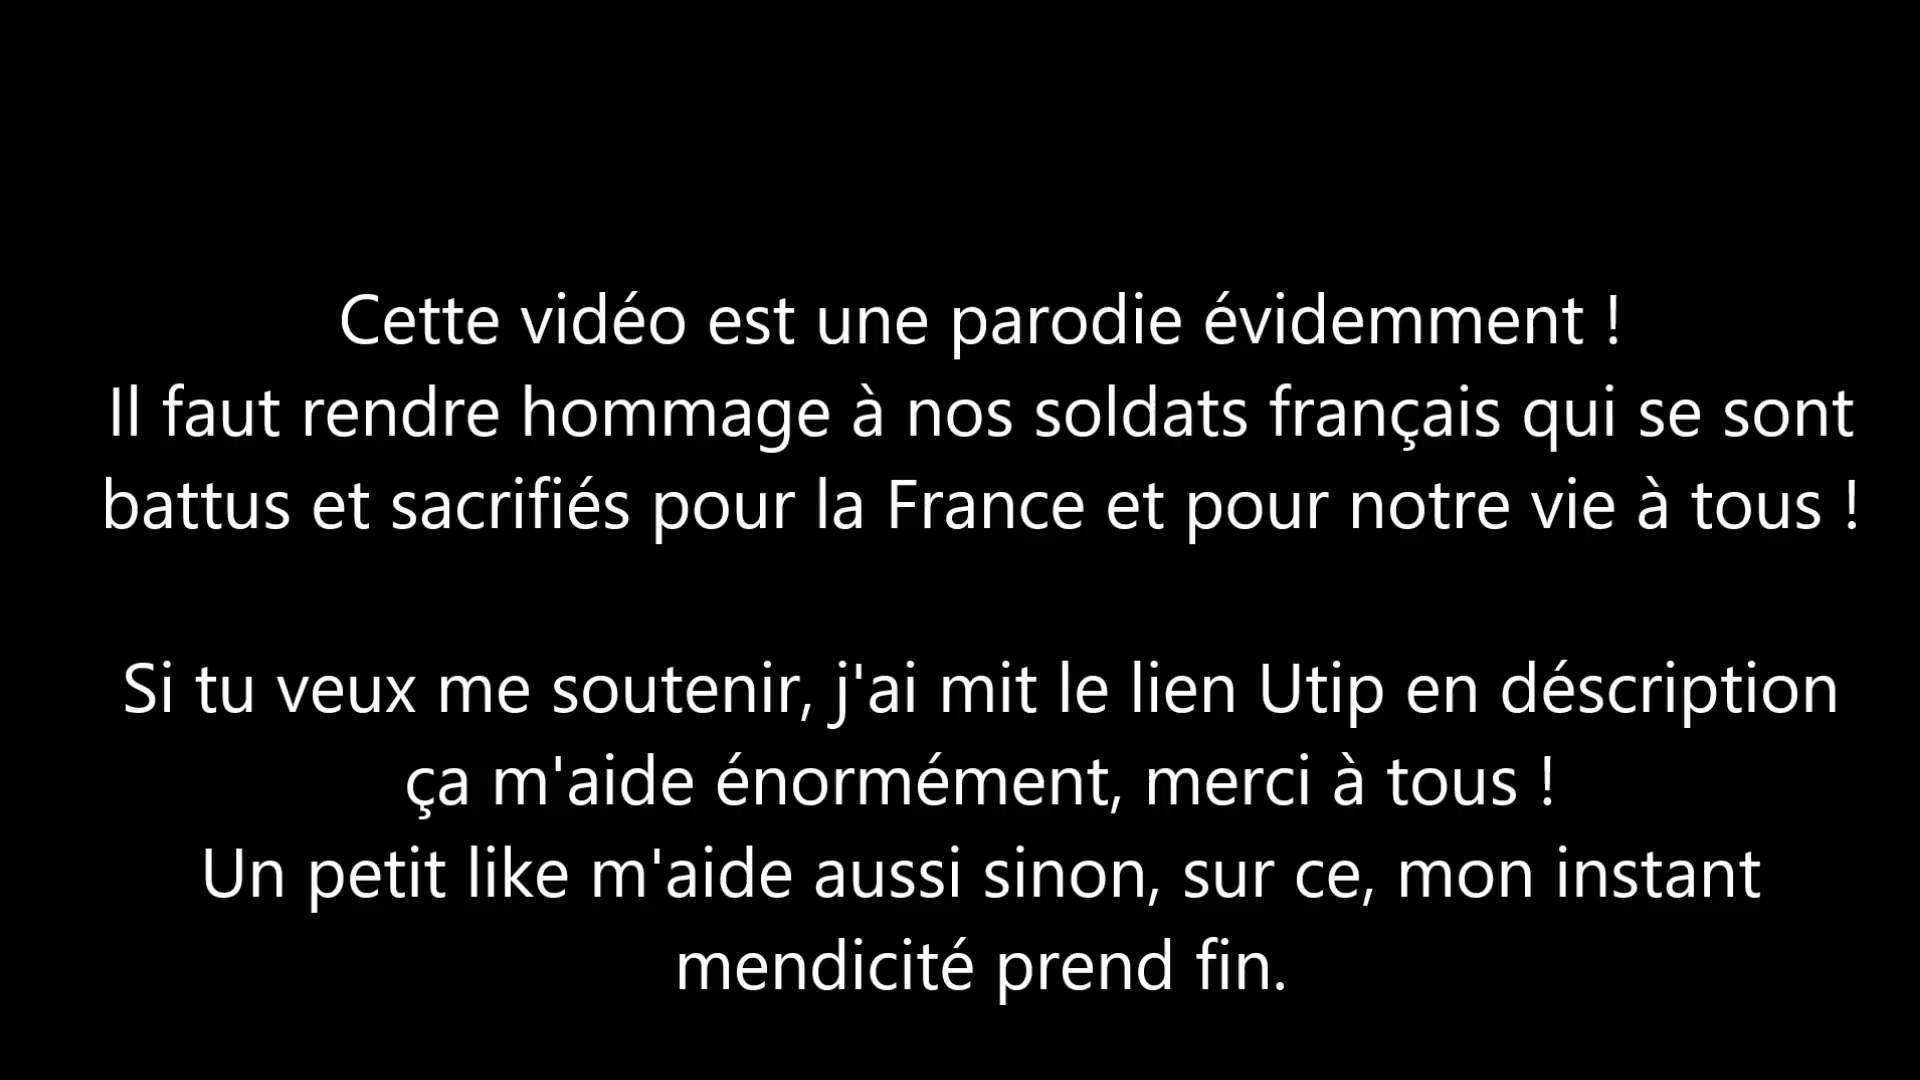 Cette vidéo est une parodie évidemment !
Il faut rendre hommage à nos soldats français qui se sont
battus et sacrifiés pour la France et pour notre vie à tous !
Si tu veux me soutenir, j'ai mit le lien Utip en déscription
ça m'aide énormément, merci à tous !
Un petit like m'aide aussi sinon, sur ce, mon instant
mendicité prend fin.